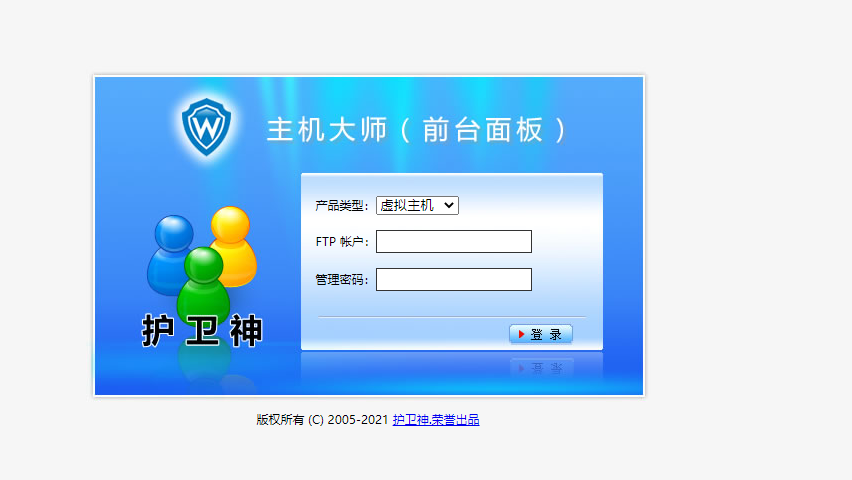 W
主机大师（前台面板）
产品类型：虚拟主机
FTP 帐户：
管理密码：
护卫神
登 录
版权所有 (C) 2005-2021 护卫神.荣誉出品